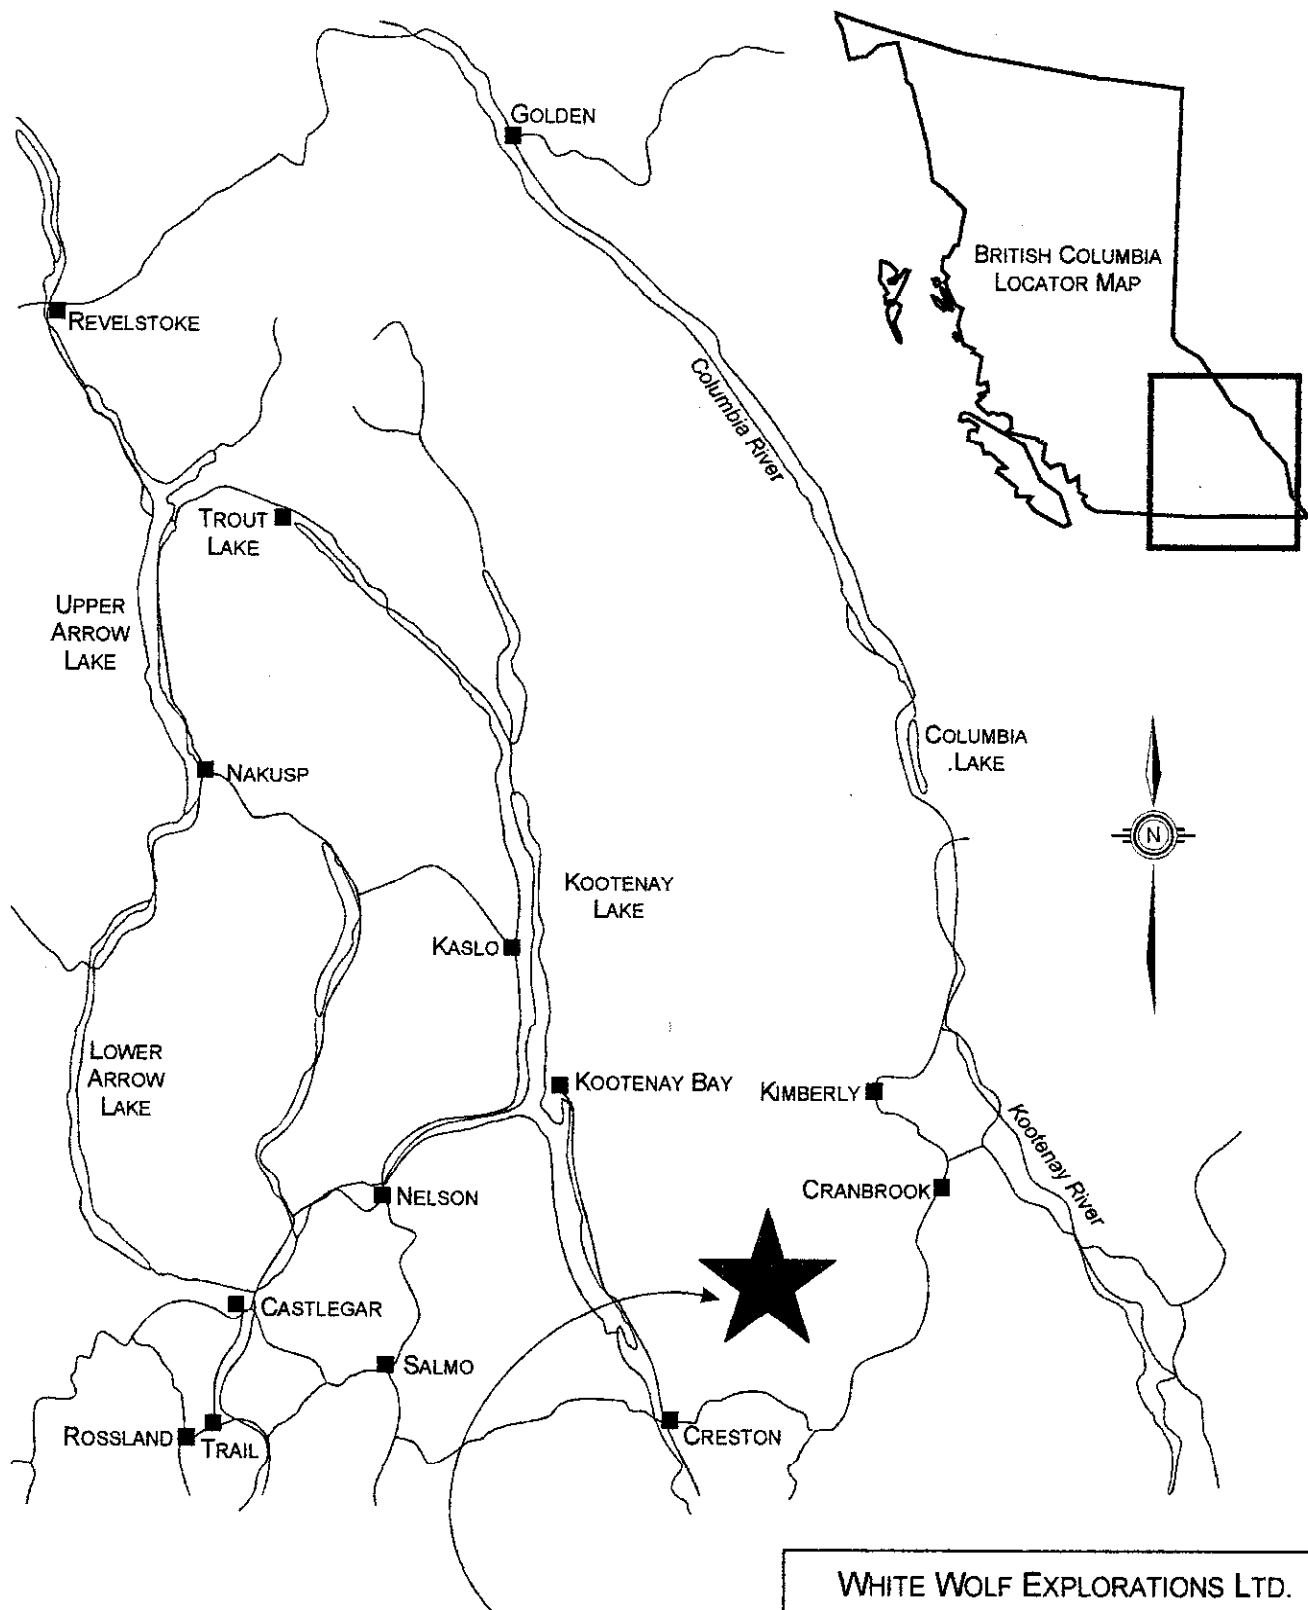 GOLDEN
BRITISH COLUMBIA
LOCATOR MAP
REVELSTOKE
Columbia River
TROUT
LAKE
UPPER
ARROW
LAKE
COLUMBIA
.LAKE
NAKUSP
N
KOOTENAY
LAKE
KASLO
LOWER
ARROW
LAKE
KOOTENAY BAY
KIMBERLY
Kootenay River
NELSON
CRANBROOK
CASTLEGAR
SALMO
ROSSLAND
TRAIL
CRESTON
WHITE WOLF EXPLORATIONS LTD.